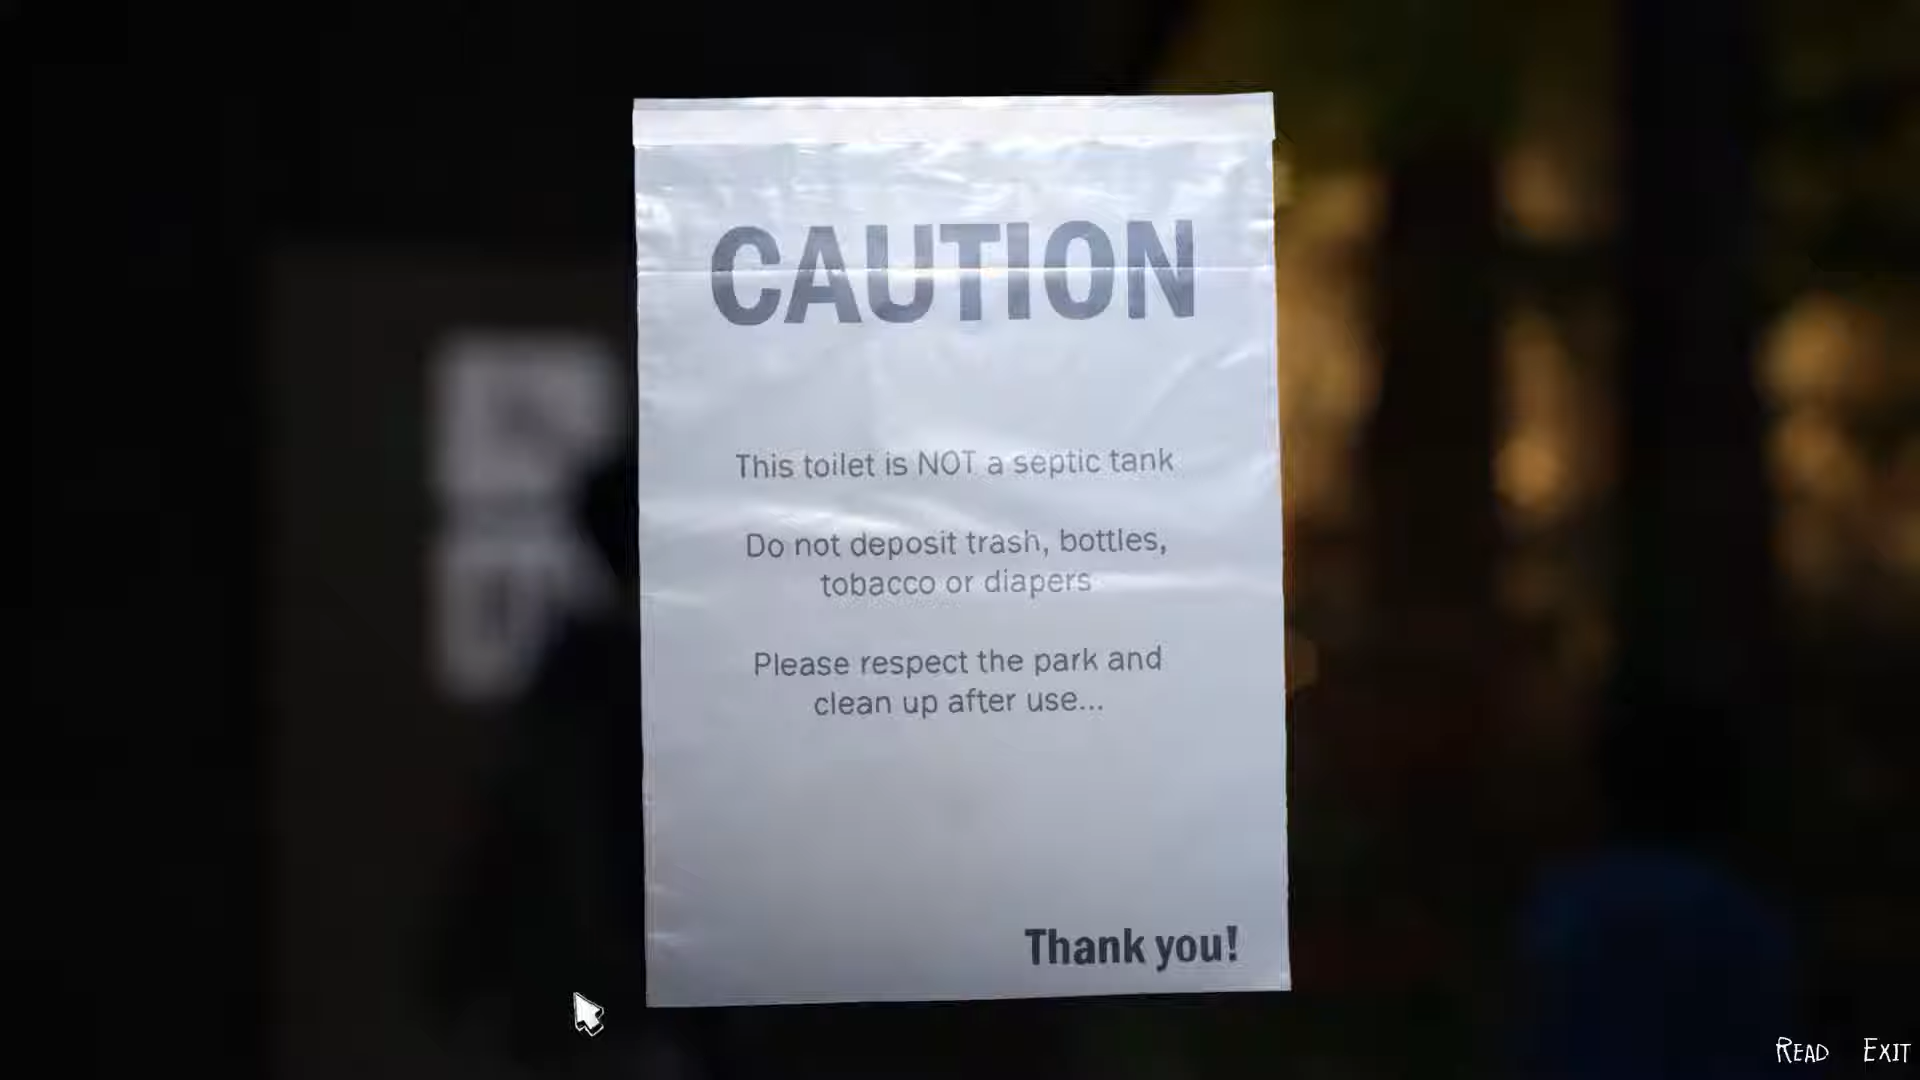 CAUTION
This toilet is NOT a septic tank
Do not deposit trash, bottles,
tobacco or diapers
Please respect the park and
clean up after use...
Thank you!
READ EXIT